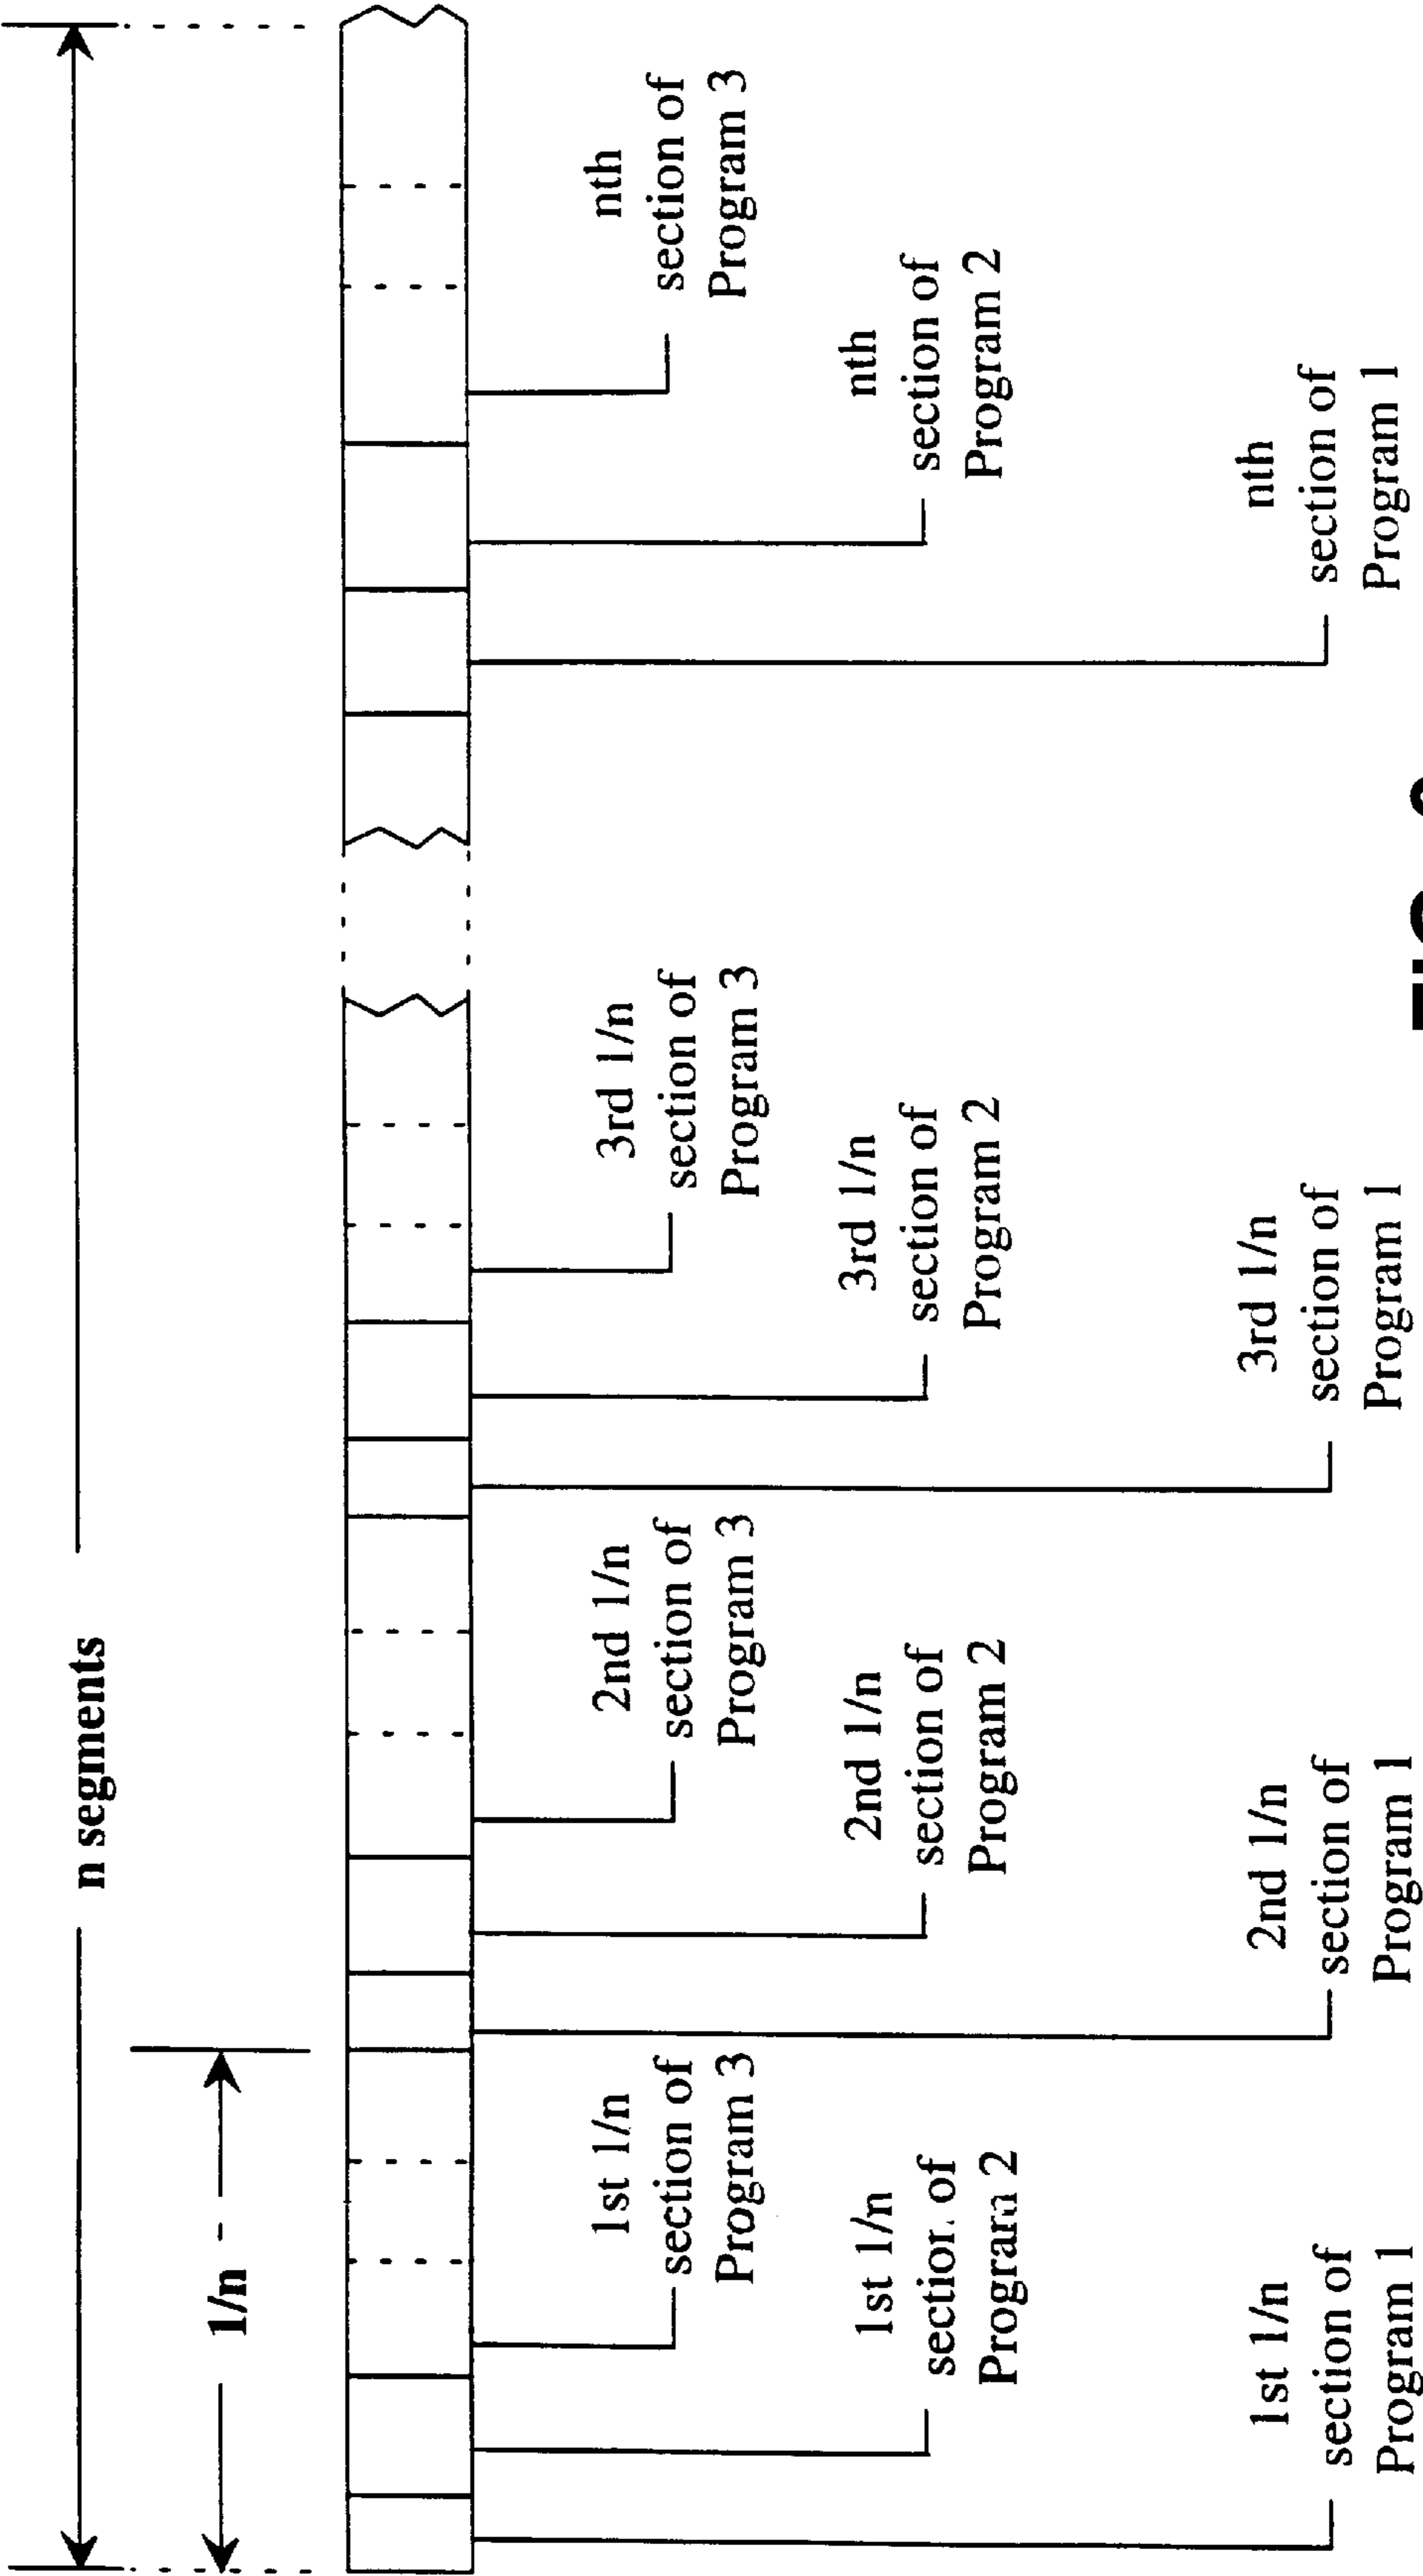 n segments
1/n
1st 1/n
section of
Program 3
2nd 1/n
section of
Program 3
3rd 1/n
section of
Program 3
nth
section of
Program 3
1st 1/n
section of
Program 2
2nd 1/n
section of
Program 2
3rd 1/n
section of
Program 2
nth
section of
Program 2
1st 1/n
section of
Program 1
2nd 1/n
section of
Program 1
3rd 1/n
section of
Program 1
nth
section of
Program 1